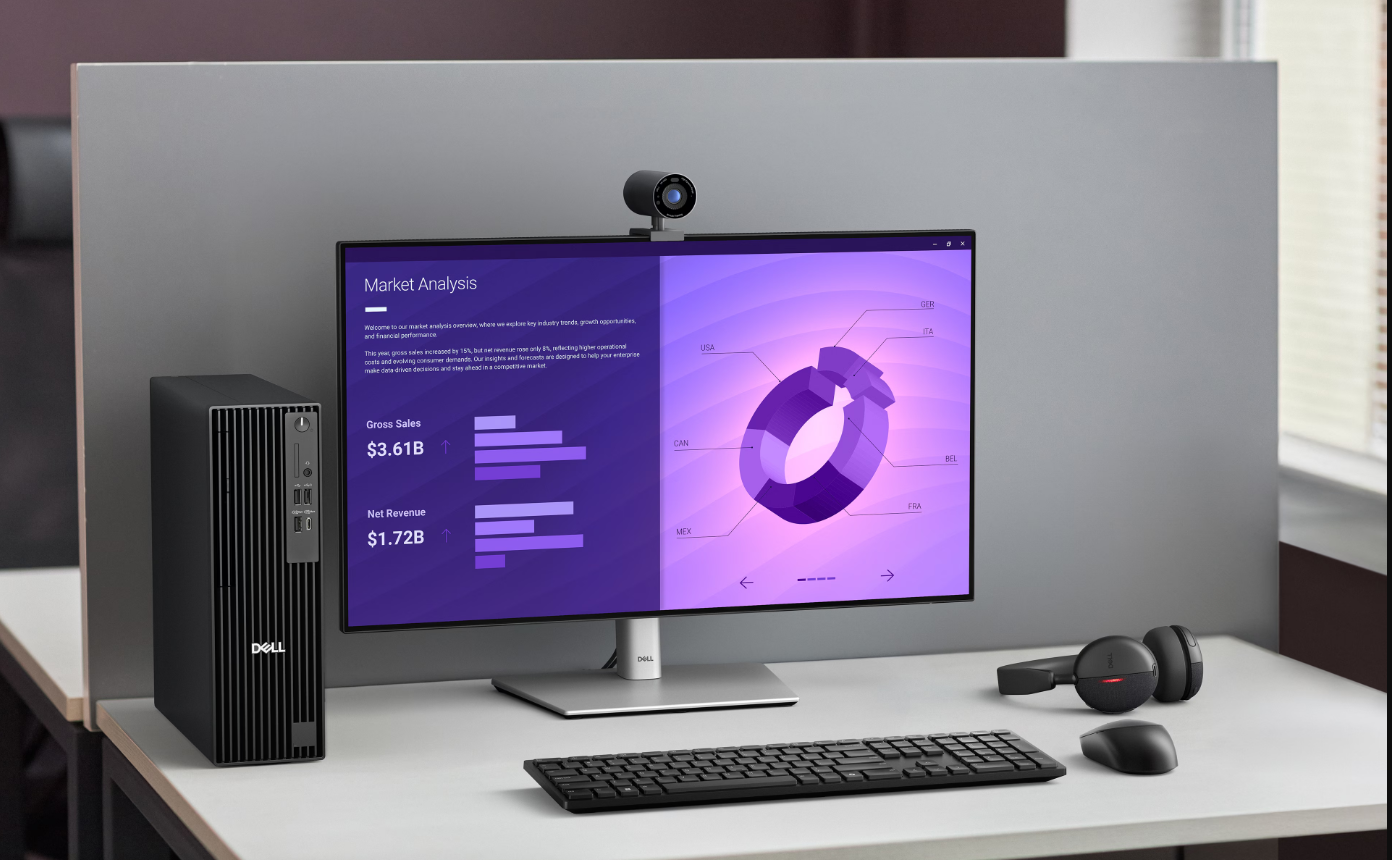 Market Analysis
Welcome to our market analysis overview, where we explore key industry trends, growth opportunities,
and financial performance.
This year, gross sales increased by 15%, but net revenue rose only 8%, reflecting higher operational
costs and evolving consumer demands. Our insights and forecasts are designed to help your enterprise
make data-driven decisions and stay ahead in a competitive market.
Gross Sales
$3.61B
Net Revenue
$1.72B
GER
ITA
USA
CAN
BEL
FRA
MEX
DELL
DELL
DELL